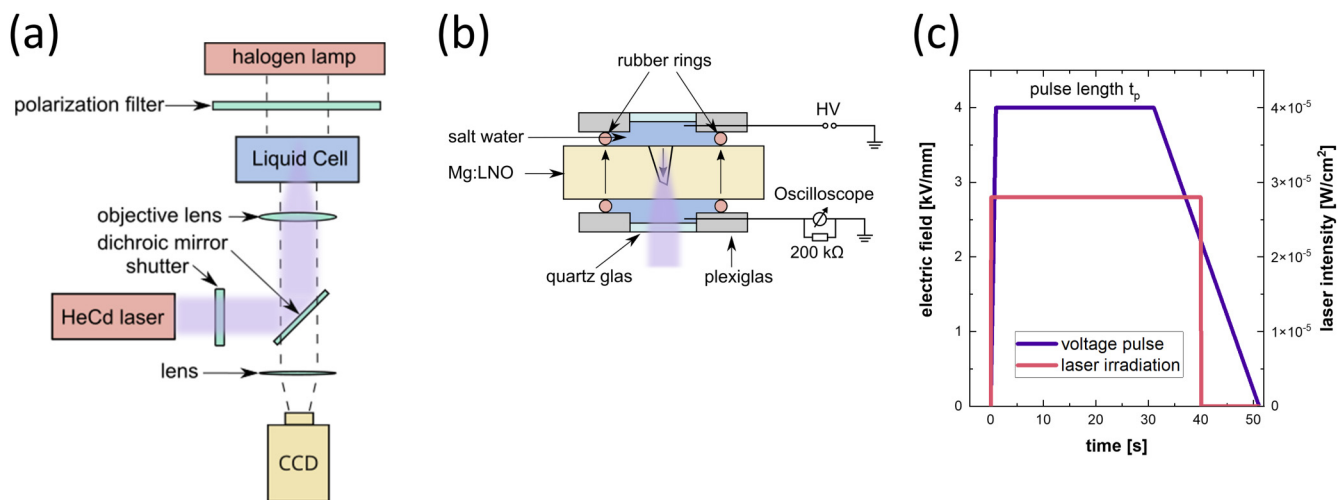 (a)
halogen lamp
polarization filter
Liquid Cell
objective lens
dichroic mirror
shutter
HeCd laser
lens
CCD
(b)
rubber rings
HV
salt water
Mg:LNO
Oscilloscope
200 kΩ
quartz glas
plexiglas
(c)
pulse length tp
electric field [kV/mm]
4
3
2
1
0
voltage pulse
laser irradiation
0 10 20 30 40 50
time [s]
4×10⁻⁵
3×10⁻⁵
2×10⁻⁵
1×10⁻⁵
0
laser intensity [W/cm²]